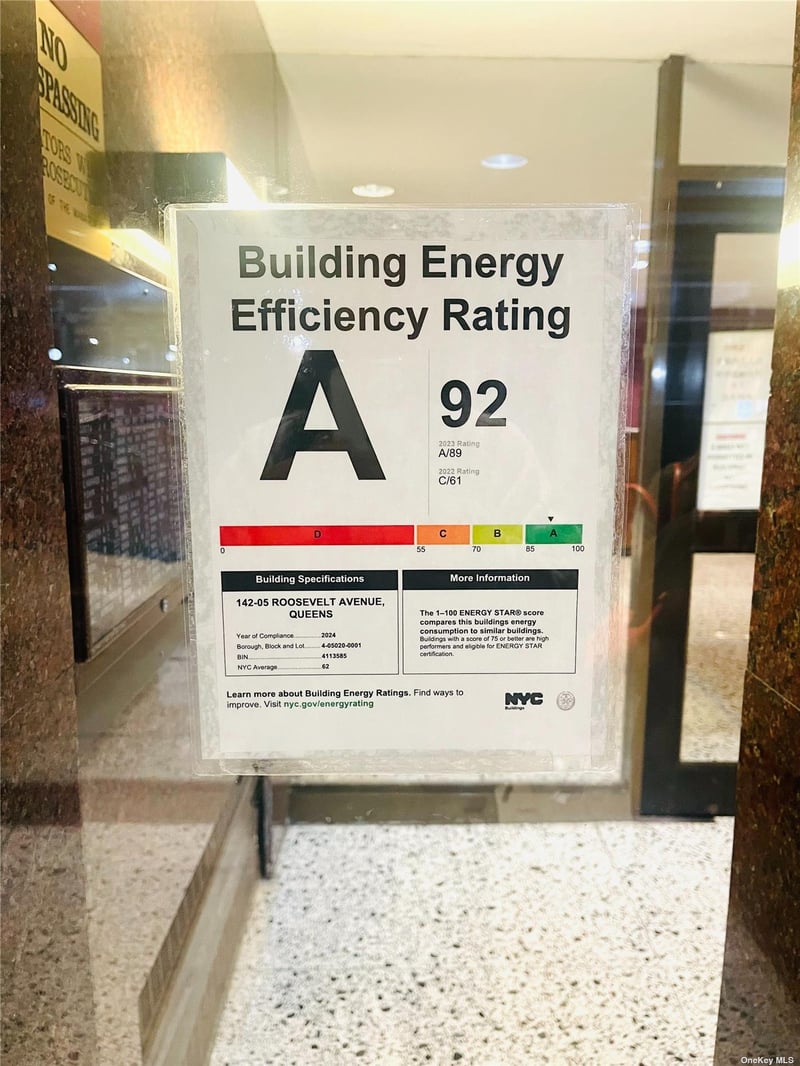 NO
SPASSING
TORS W
ROSECUT
OF THE
Building Energy
Efficiency Rating
A
92
2023 Rating
A/89
2022 Rating
C/61
D
C
B
A
0
55
70
85
100
Building Specifications
142-05 ROOSEVELT AVENUE,
QUEENS
Year of Compliance..............2024
Borough, Block and Lot........4-05020-0001
BIN....................................4113585
NYC Average......................62
More Information
The 1–100 ENERGY STAR® score
compares this buildings energy
consumption to similar buildings.
Buildings with a score of 75 or better are high
performers and eligible for ENERGY STAR
certification.
Learn more about Building Energy Ratings. Find ways to
improve. Visit nyc.gov/energyrating
NYC
Buildings
OneKey MLS